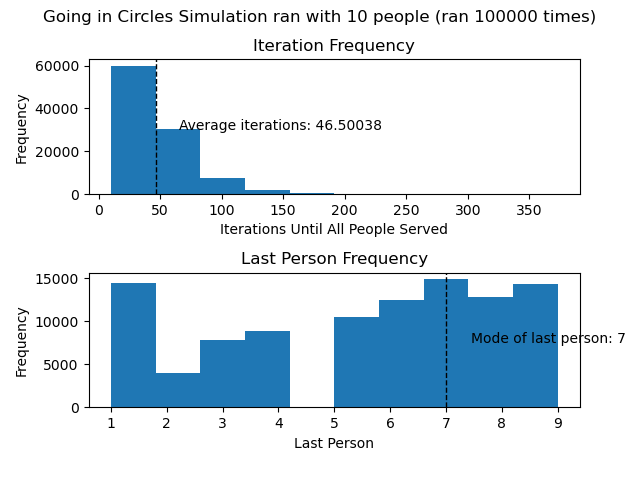 Going in Circles Simulation ran with 10 people (ran 100000 times)
Iteration Frequency
60000
40000
20000
0
Frequency
Average iterations: 46.50038
0 50 100 150 200 250 300 350
Iterations Until All People Served
Last Person Frequency
15000
10000
5000
0
Frequency
Mode of last person: 7
1 2 3 4 5 6 7 8 9
Last Person